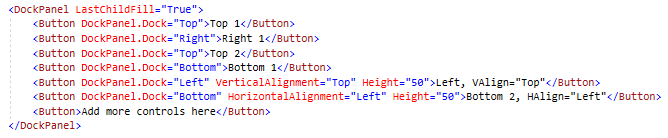 <DockPanel LastChildFill="True">
<Button DockPanel.Dock="Top">Top 1</Button>
<Button DockPanel.Dock="Right">Right 1</Button>
<Button DockPanel.Dock="Top">Top 2</Button>
<Button DockPanel.Dock="Bottom">Bottom 1</Button>
<Button DockPanel.Dock="Left" VerticalAlignment="Top" Height="50">Left, VAlign="Top"</Button>
<Button DockPanel.Dock="Bottom" HorizontalAlignment="Left" Height="50">Bottom 2, HAlign="Left"</Button>
<Button>Add more controls here</Button>
</DockPanel>